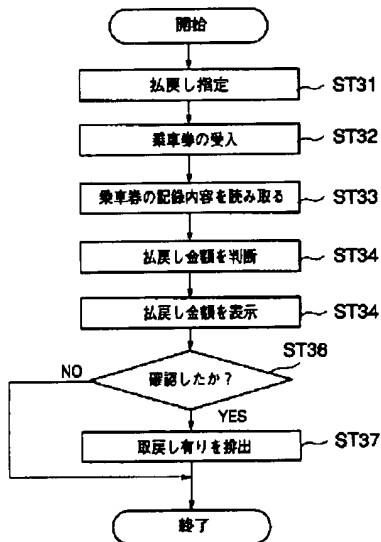 開始
払戻し指定 ST31
乗車券の受入 ST32
乗車券の記録内容を読み取る ST33
払戻し金額を判断 ST34
払戻し金額を表示 ST34
確認したか？ ST36
NO
YES
取戻し有りを排出 ST37
終了